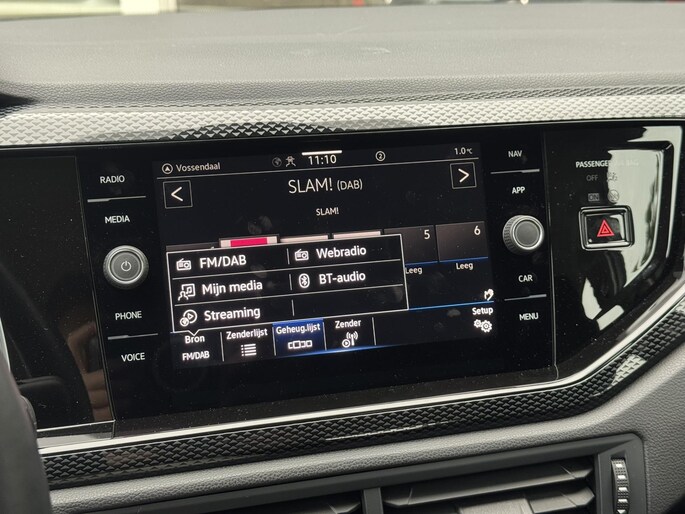 Vossendaal
11:10
2
1.0°C
RADIO
MEDIA
PHONE
VOICE
NAV
APP
CAR
MENU
PASSENGER
OFF
ON
SLAM! (DAB)
SLAM!
5
6
Leeg
Leeg
FM/DAB
Webradio
Mijn media
BT-audio
Streaming
Bron
FM/DAB
Zenderlijst
Geheug.lijst
Zender
Setup